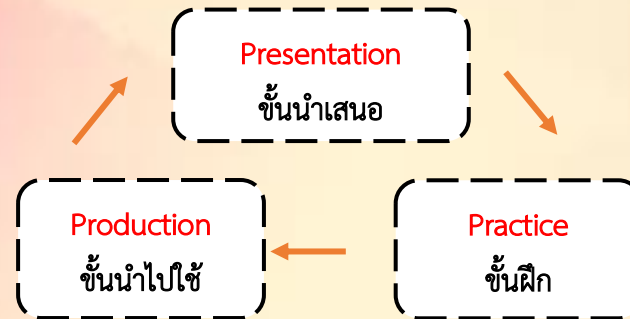 Presentation
ขั้นนำเสนอ
Production
ขั้นนำไปใช้
Practice
ขั้นฝึก